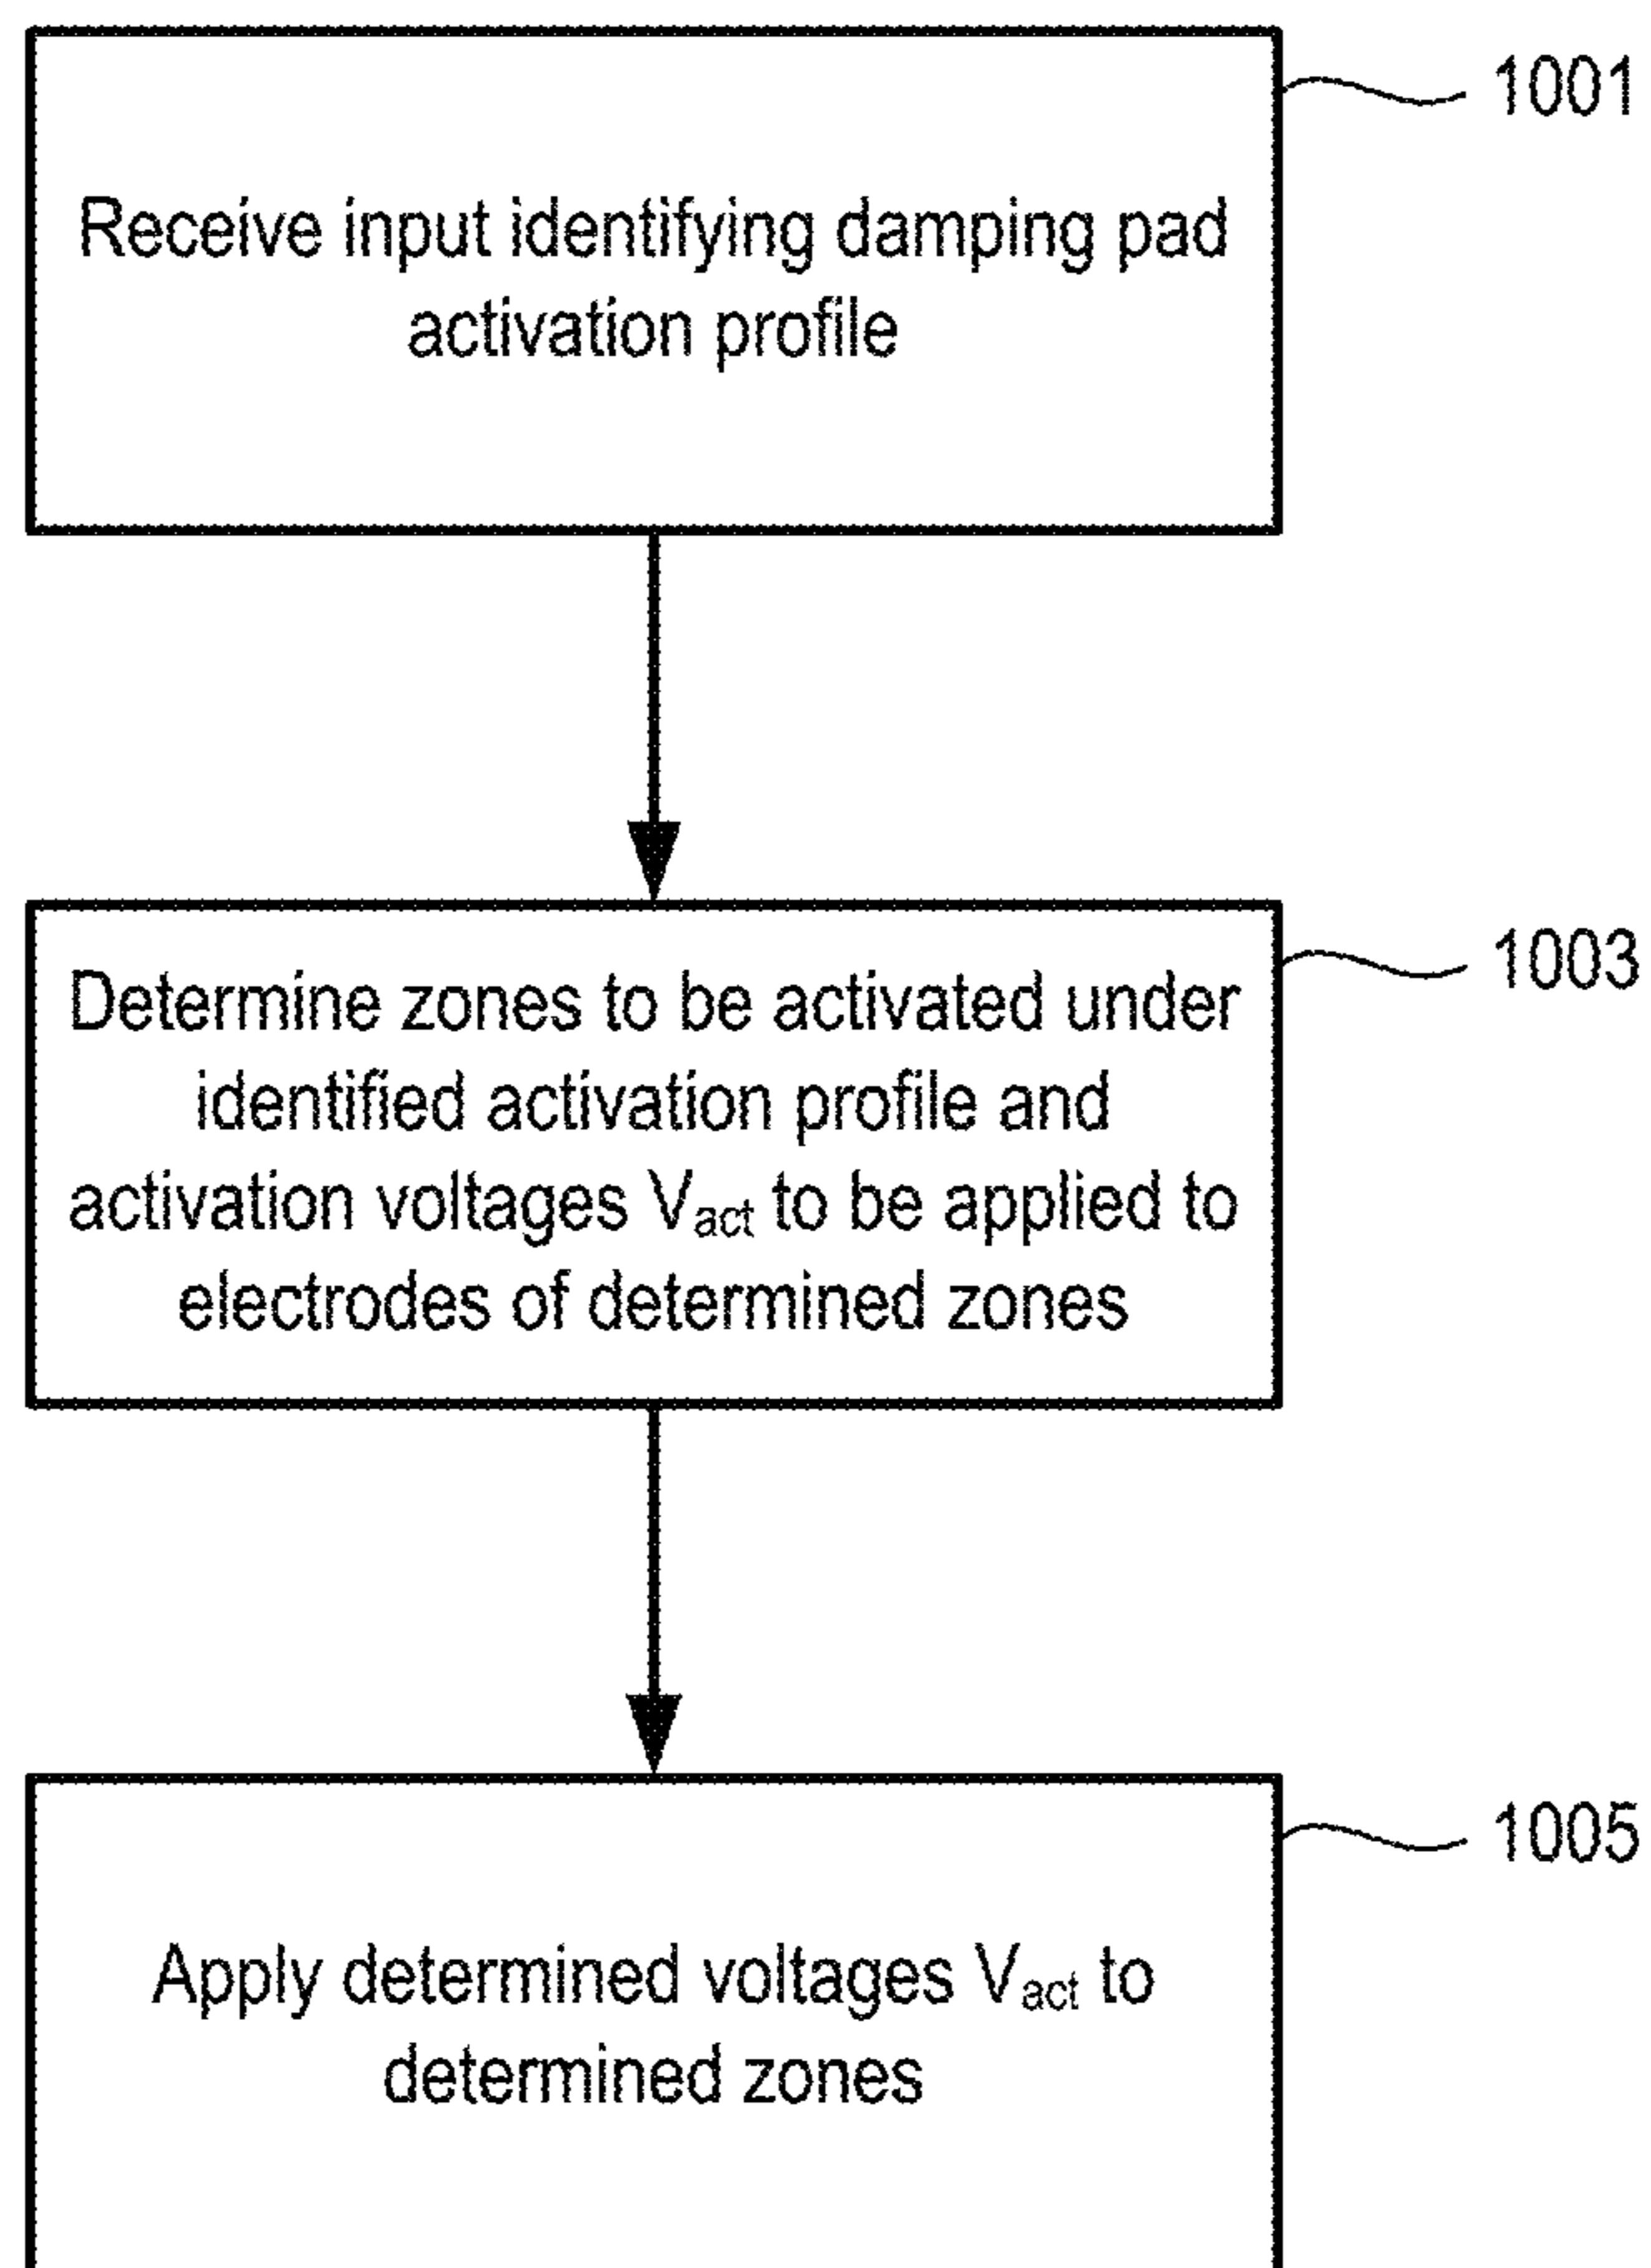 1001
Receive input identifying damping pad
activation profile
1003
Determine zones to be activated under
identified activation profile and
activation voltages Vact to be applied to
electrodes of determined zones
1005
Apply determined voltages Vact to
determined zones